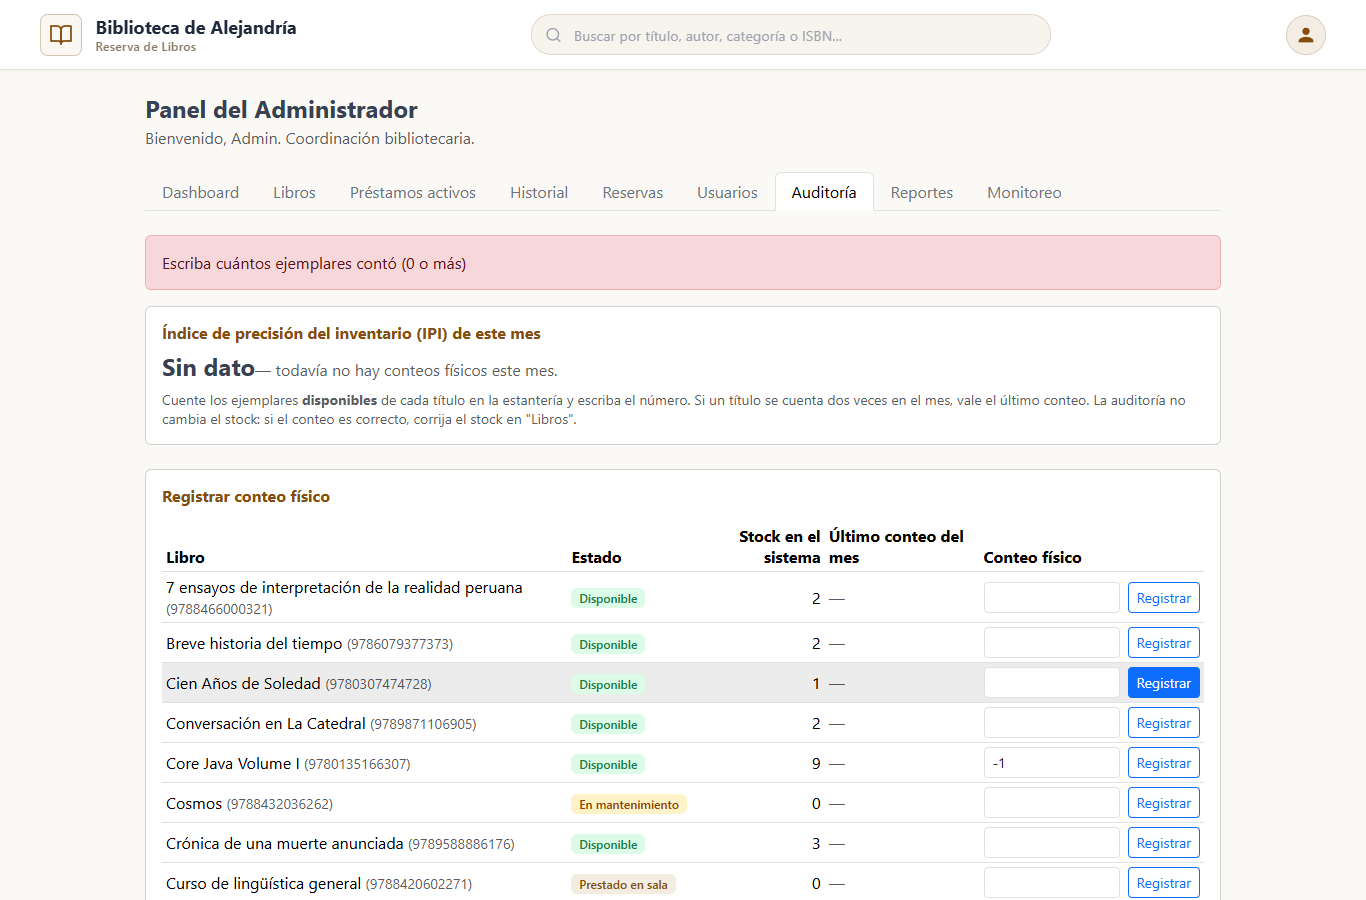 Biblioteca de Alejandría
Reserva de Libros
Buscar por título, autor, categoría o ISBN...
Panel del Administrador
Bienvenido, Admin. Coordinación bibliotecaria.
Dashboard Libros Préstamos activos Historial Reservas Usuarios Auditoría Reportes Monitoreo
Escriba cuántos ejemplares contó (0 o más)
Índice de precisión del inventario (IPI) de este mes
Sin dato— todavía no hay conteos físicos este mes.
Cuente los ejemplares disponibles de cada título en la estantería y escriba el número. Si un título se cuenta dos veces en el mes, vale el último conteo. La auditoría no
cambia el stock: si el conteo es correcto, corrija el stock en "Libros".
Registrar conteo físico
Libro Estado Stock en el sistema Último conteo del mes Conteo físico
7 ensayos de interpretación de la realidad peruana
(9788466000321) Disponible 2 — Registrar
Breve historia del tiempo (9786079377373) Disponible 2 — Registrar
Cien Años de Soledad (9780307474728) Disponible 1 — Registrar
Conversación en La Catedral (9789871106905) Disponible 2 — Registrar
Core Java Volume I (9780135166307) Disponible 9 — -1 Registrar
Cosmos (9788432036262) En mantenimiento 0 — Registrar
Crónica de una muerte anunciada (9789588886176) Disponible 3 — Registrar
Curso de lingüística general (9788420602271) Prestado en sala 0 — Registrar